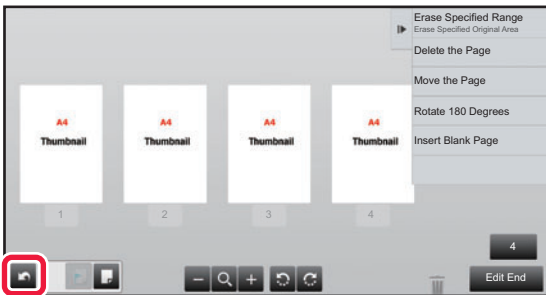 Erase Specified Range
Erase Specified Original Area
Delete the Page
Move the Page
Rotate 180 Degrees
Insert Blank Page
A4 A4 A4 A4
Thumbnail Thumbnail Thumbnail Thumbnail
1 2 3 4
4
Edit End